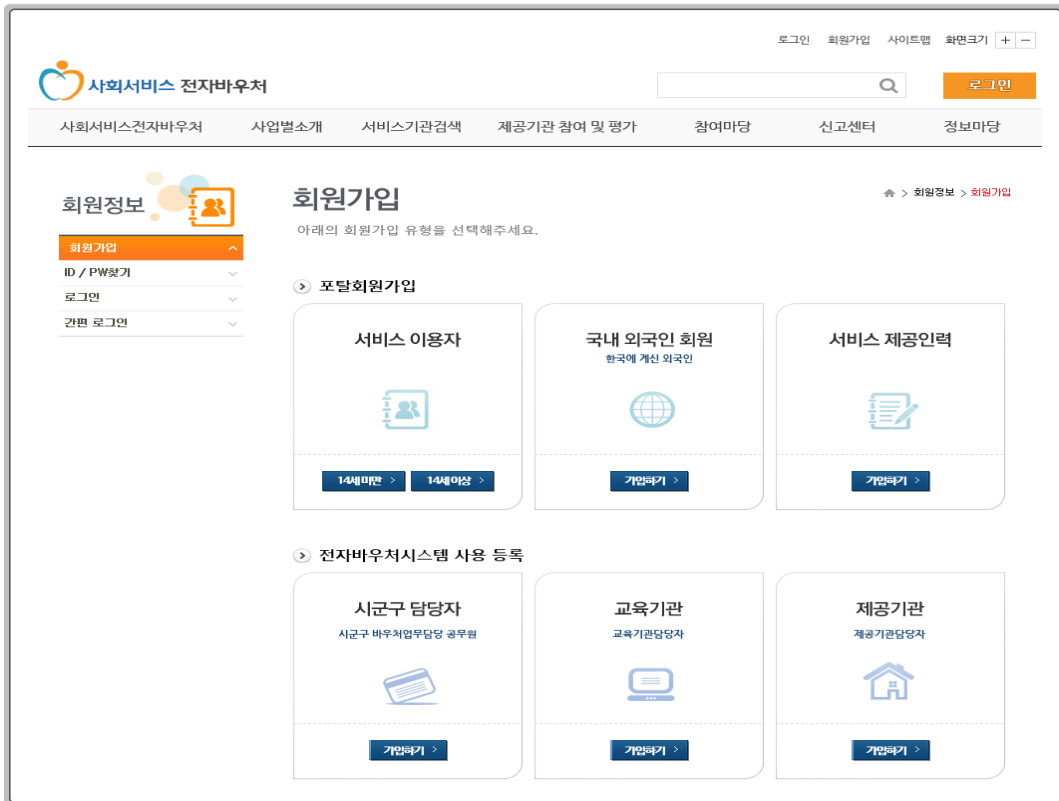 로그인 회원가입 사이트맵 화면크기 + −
사회서비스 전자바우처
로그인
사회서비스전자바우처 사업별소개 서비스기관검색 제공기관 참여 및 평가 참여마당 신고센터 정보마당
회원정보
회원가입
ID / PW찾기
로그인
간편 로그인
회원가입
> 회원정보 > 회원가입
아래의 회원가입 유형을 선택해주세요.
포탈회원가입
서비스 이용자
14세미만 >
14세이상 >
국내 외국인 회원
한국에 계신 외국인
가입하기 >
서비스 제공인력
가입하기 >
전자바우처시스템 사용 등록
시군구 담당자
시군구 바우처업무담당 공무원
가입하기 >
교육기관
교육기관담당자
가입하기 >
제공기관
제공기관담당자
가입하기 >